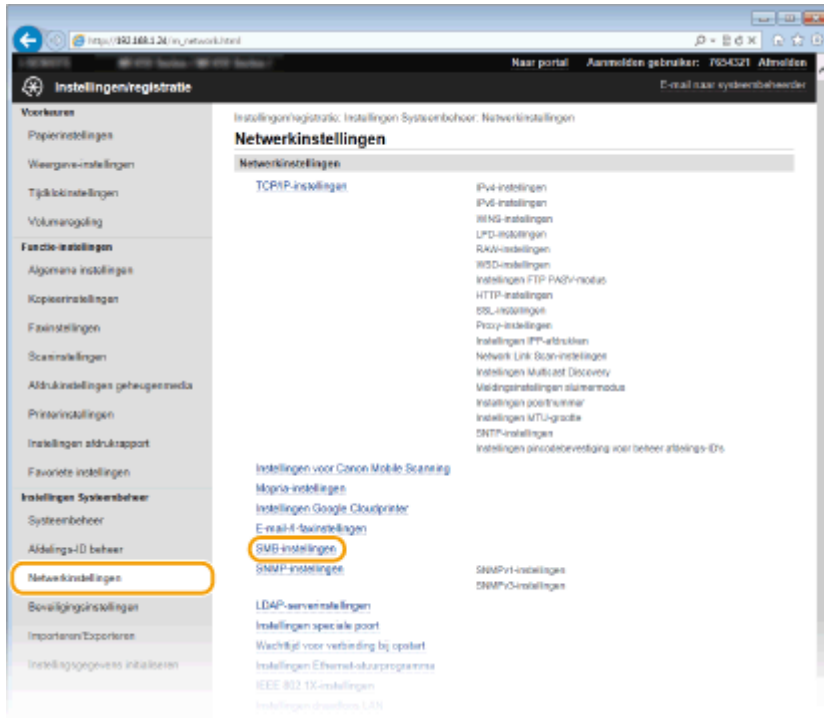 http://192.168.1.24/m_network.html
Naar portal Aanmelden gebruiker: 7654321 Afmelden
Instellingen/registratie
E-mail naar systeembeheerder
Voorkeuren
Papierinstellingen
Weergave-instellingen
Tijdklokinstellingen
Volumeregeling
Functie-instellingen
Algemene instellingen
Kopieerinstellingen
Faxinstellingen
Scaninstellingen
Afdrukinstellingen geheugenmedia
Printerinstellingen
Instellingen afdrukrapport
Favoriete instellingen
Instellingen Systeembeheer
Systeembeheer
Afdelings-ID beheer
Netwerkinstellingen
Beveiligingsinstellingen
Importeren/Exporteren
Instellingsgegevens initialiseren
Instellingen/registratie: Instellingen Systeembeheer: Netwerkinstellingen
Netwerkinstellingen
Netwerkinstellingen
TCP/IP-instellingen
IPv4-instellingen
IPv6-instellingen
WINS-instellingen
LPD-instellingen
RAW-instellingen
WSD-instellingen
Instellingen FTP PASV-modus
HTTP-instellingen
SSL-instellingen
Proxy-instellingen
Instellingen IPP-afdrukken
Network Link Scan-instellingen
Instellingen Multicast Discovery
Meldingsinstellingen sluimermodus
Instellingen poortnummer
Instellingen MTU-grootte
SNTP-instellingen
Instellingen pincodebevestiging voor beheer afdelings-ID's
Instellingen voor Canon Mobile Scanning
Mopria-instellingen
Instellingen Google Cloudprinter
E-mail-/I-faxinstellingen
SMB-instellingen
SNMP-instellingen
SNMPv1-instellingen
SNMPv3-instellingen
LDAP-serverinstellingen
Instellingen speciale poort
Wachttijd voor verbinding bij opstart
Instellingen Ethernet-stuurprogramma
IEEE 802.1X-instellingen
Instellingen draadloos LAN